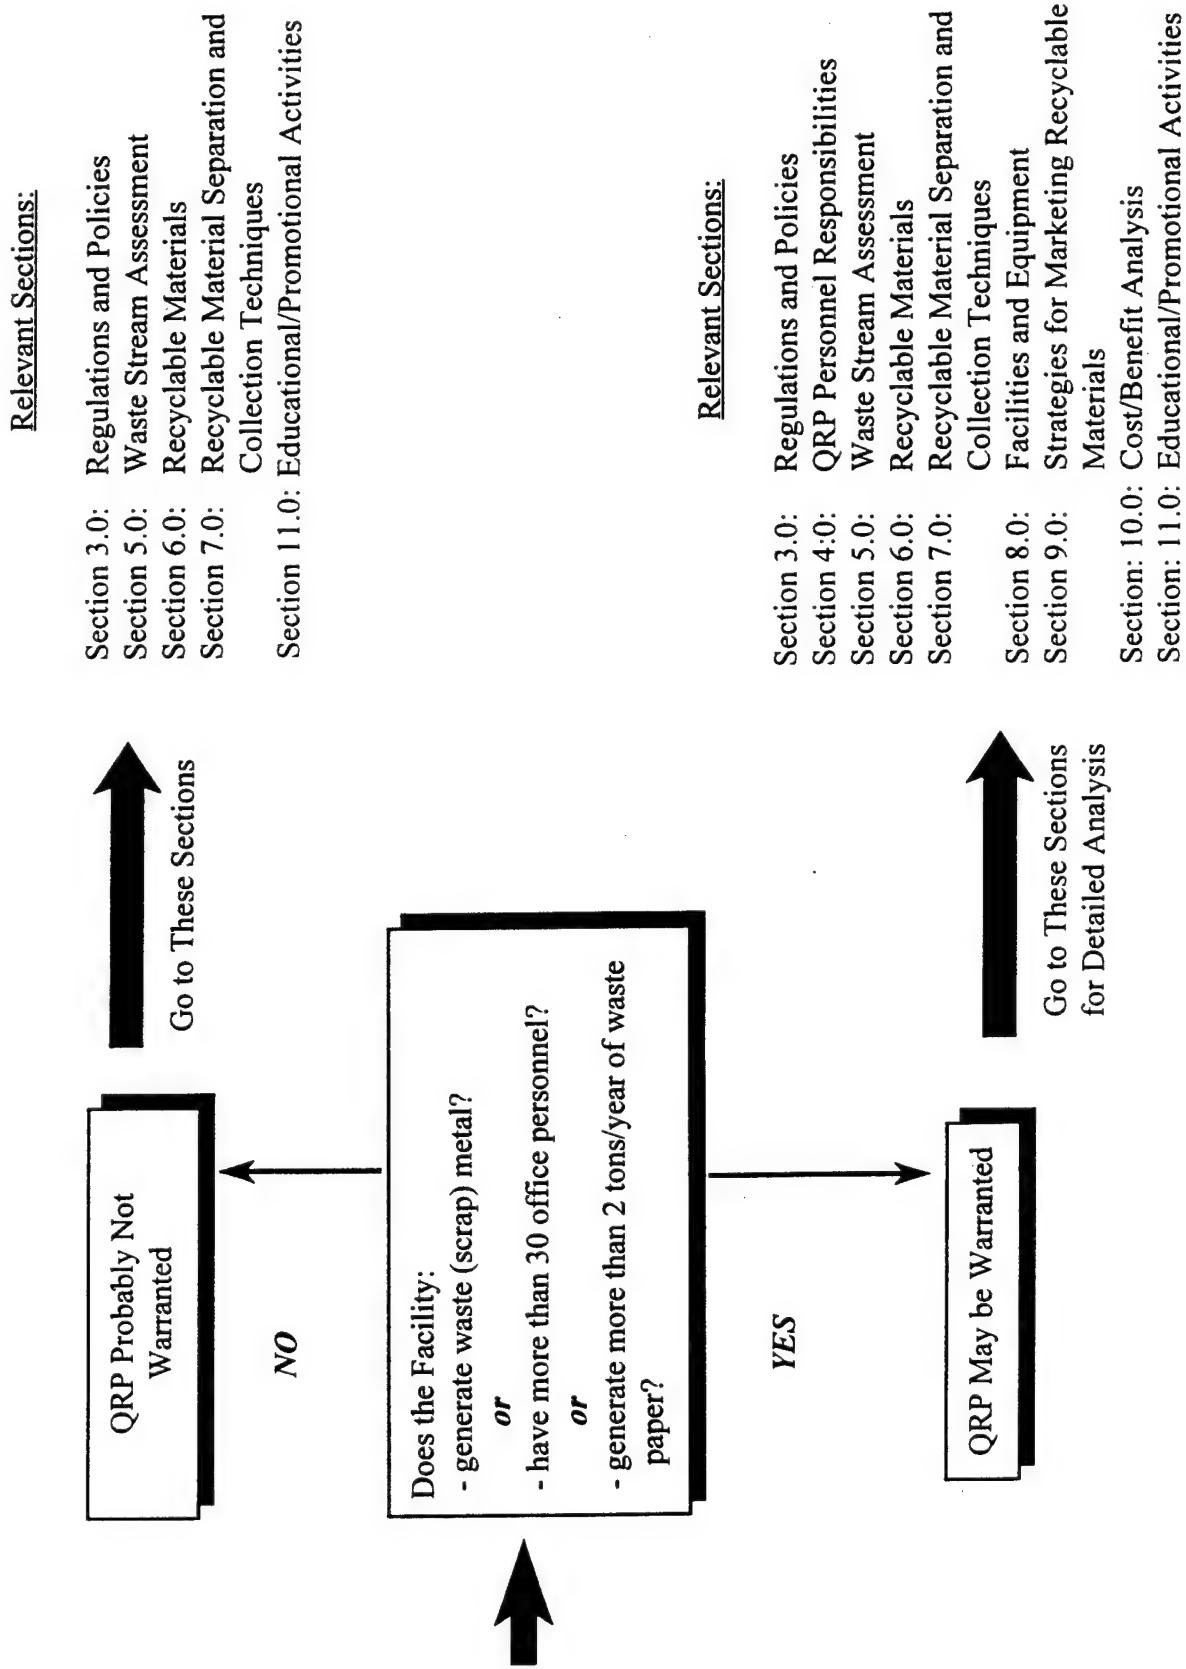 QRP Probably Not
Warranted
NO
Go to These Sections
Relevant Sections:
Section 3.0: Regulations and Policies
Section 5.0: Waste Stream Assessment
Section 6.0: Recyclable Materials
Section 7.0: Recyclable Material Separation and
Collection Techniques
Section 11.0: Educational/Promotional Activities
Does the Facility:
- generate waste (scrap) metal?
or
- have more than 30 office personnel?
or
- generate more than 2 tons/year of waste
paper?
YES
QRP May be Warranted
Go to These Sections
for Detailed Analysis
Relevant Sections:
Section 3.0: Regulations and Policies
Section 4:0: QRP Personnel Responsibilities
Section 5.0: Waste Stream Assessment
Section 6.0: Recyclable Materials
Section 7.0: Recyclable Material Separation and
Collection Techniques
Section 8.0: Facilities and Equipment
Section 9.0: Strategies for Marketing Recyclable
Materials
Section: 10.0: Cost/Benefit Analysis
Section: 11.0: Educational/Promotional Activities